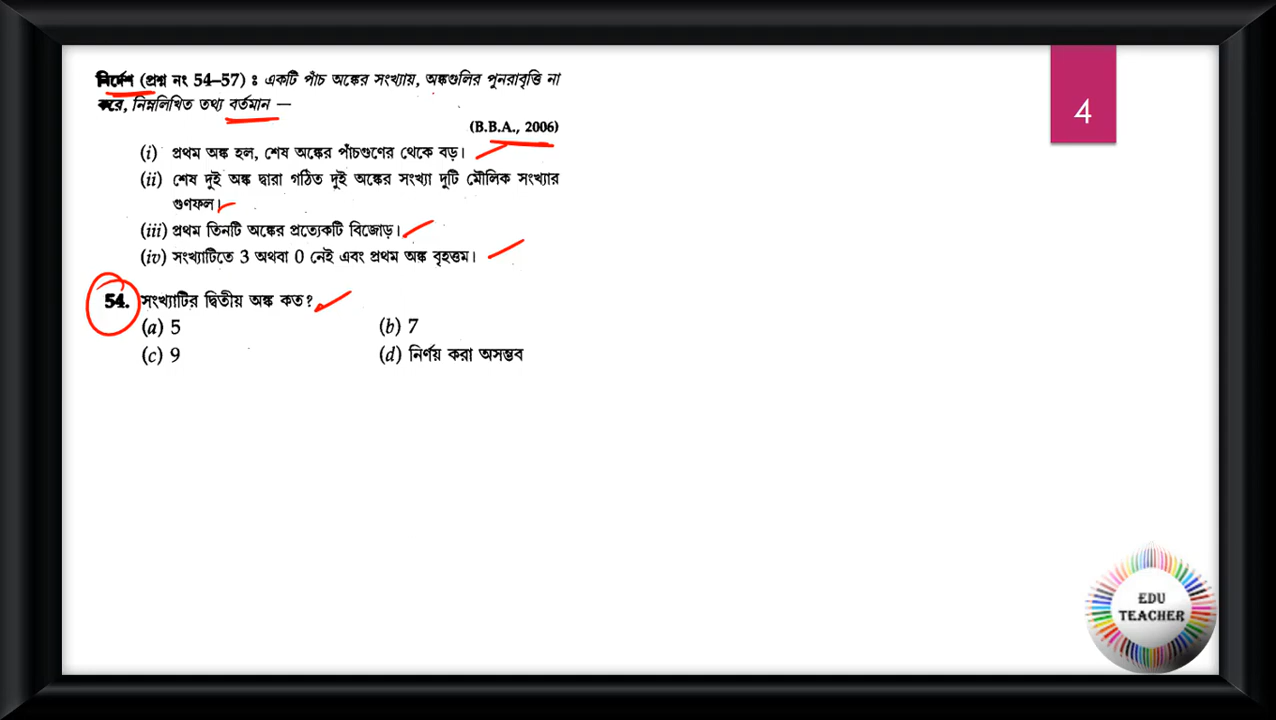 4
নির্দেশ (প্রশ্ন নং 54–57) : একটি পাঁচ অঙ্কের সংখ্যায়, অঙ্কগুলির পুনরাবৃত্তি না
করে, নিম্নলিখিত তথ্য বর্তমান —
(B.B.A., 2006)
(i) প্রথম অঙ্ক হল, শেষ অঙ্কের পাঁচগুণের থেকে বড়।
(ii) শেষ দুই অঙ্ক দ্বারা গঠিত দুই অঙ্কের সংখ্যা দুটি মৌলিক সংখ্যার
গুণফল।
(iii) প্রথম তিনটি অঙ্কের প্রত্যেকটি বিজোড়।
(iv) সংখ্যাটিতে 3 অথবা 0 নেই এবং প্রথম অঙ্ক বৃহত্তম।
54. সংখ্যাটির দ্বিতীয় অঙ্ক কত?
(a) 5 (b) 7
(c) 9 (d) নির্ণয় করা অসম্ভব
EDU
TEACHER